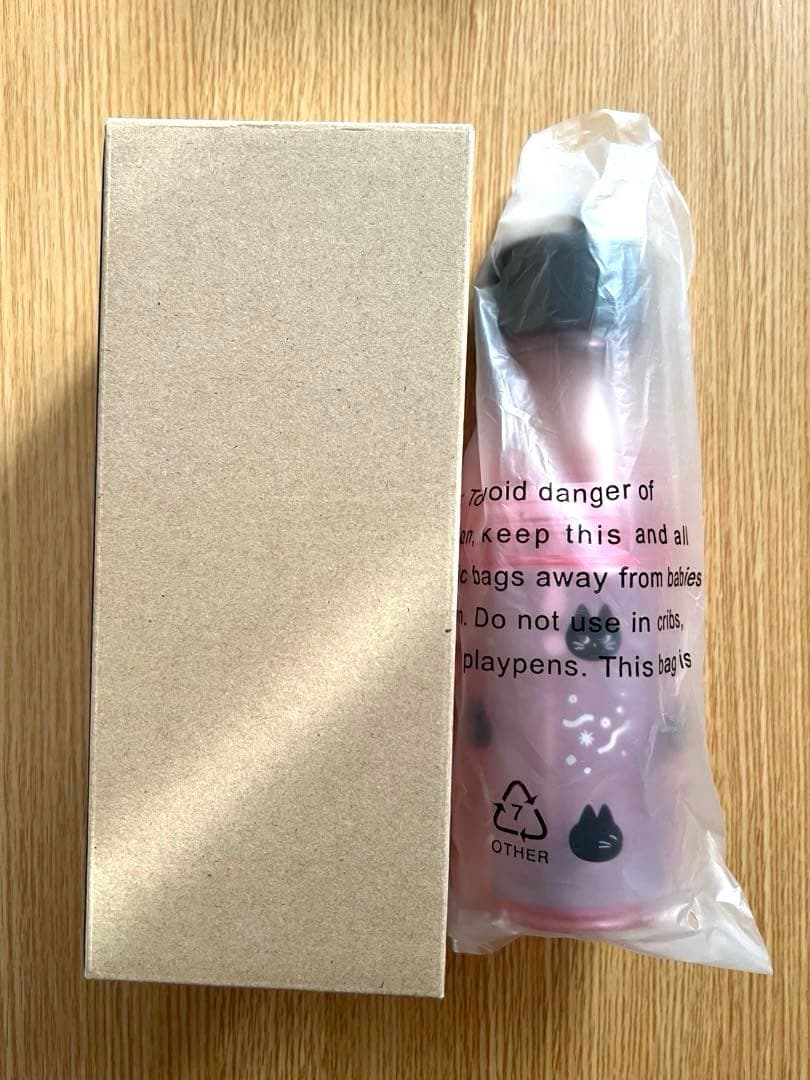 : To
oid danger of
keep this and all
c bags away from babies
. Do not use in cribs,
playpens. This bag is
7
OTHER